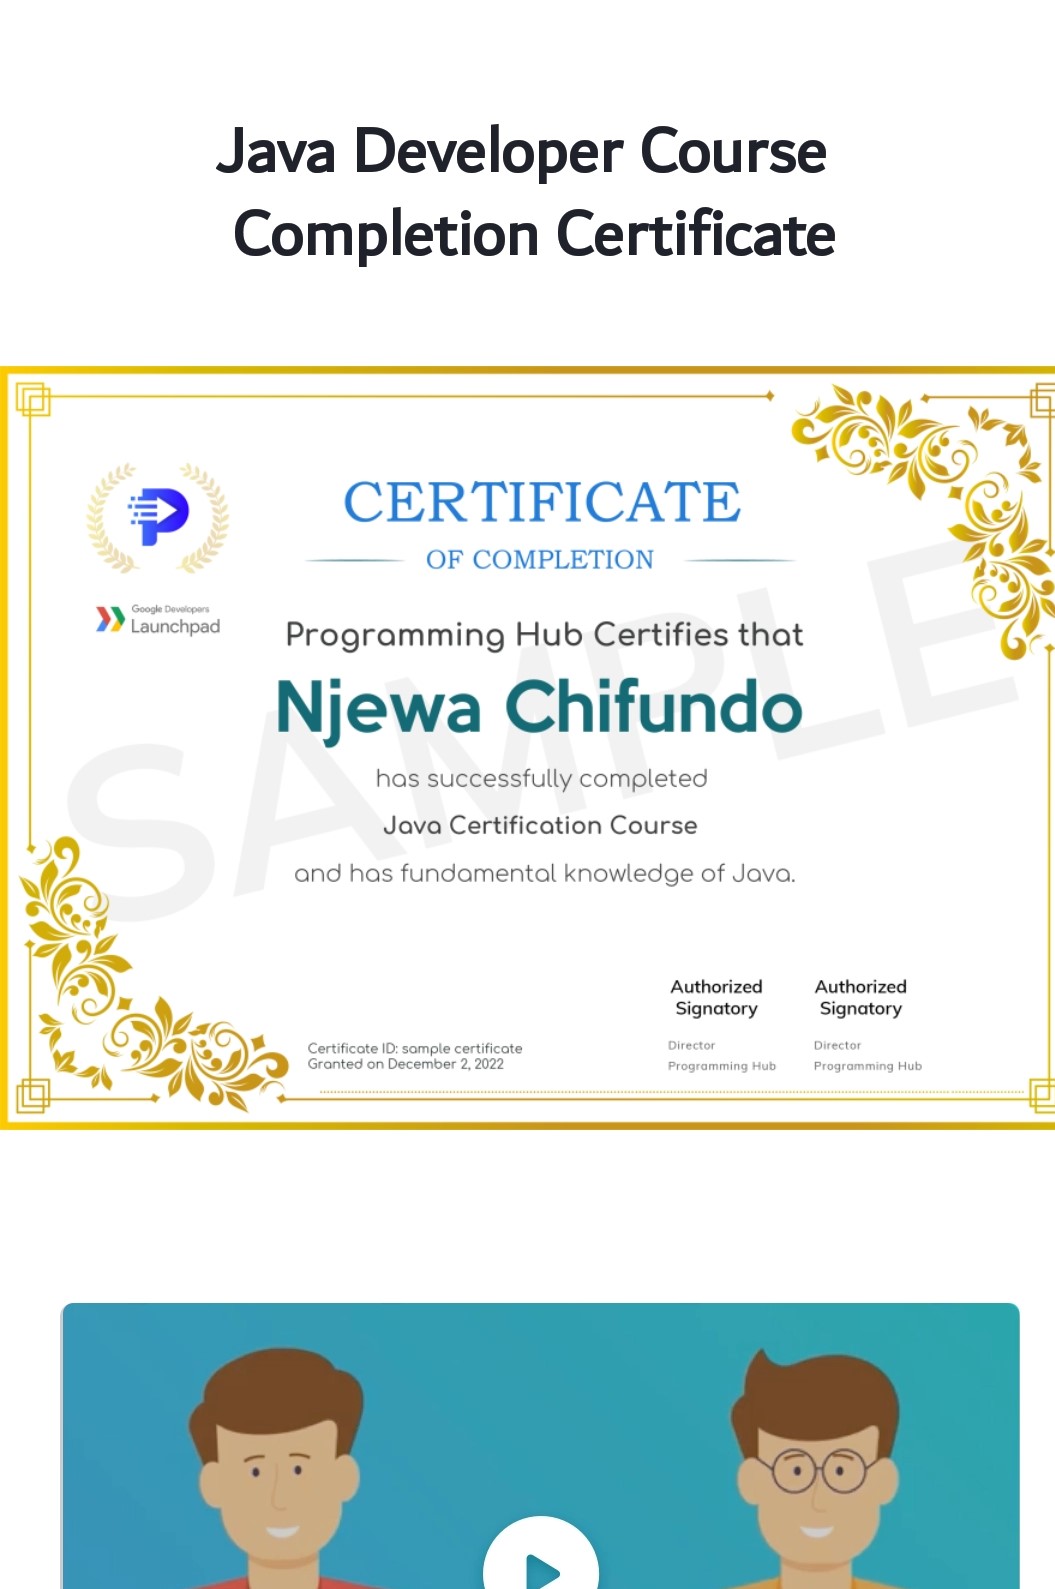 Java Developer Course
Completion Certificate
CERTIFICATE
OF COMPLETION
Google Developers
Launchpad
Programming Hub Certifies that
Njewa Chifundo
has successfully completed
Java Certification Course
and has fundamental knowledge of Java.
SAMPLE
Authorized Authorized
Signatory Signatory
Director Director
Programming Hub Programming Hub
Certificate ID: sample certificate
Granted on December 2, 2022